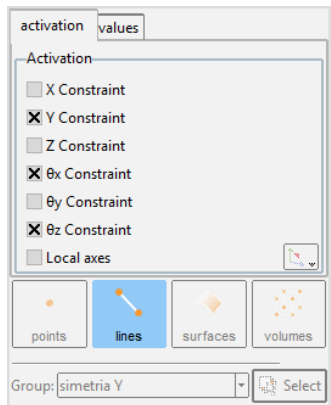 activation values
Activation
X Constraint
Y Constraint
Z Constraint
θx Constraint
θy Constraint
θz Constraint
Local axes
points lines surfaces volumes
Group: simetria Y Select